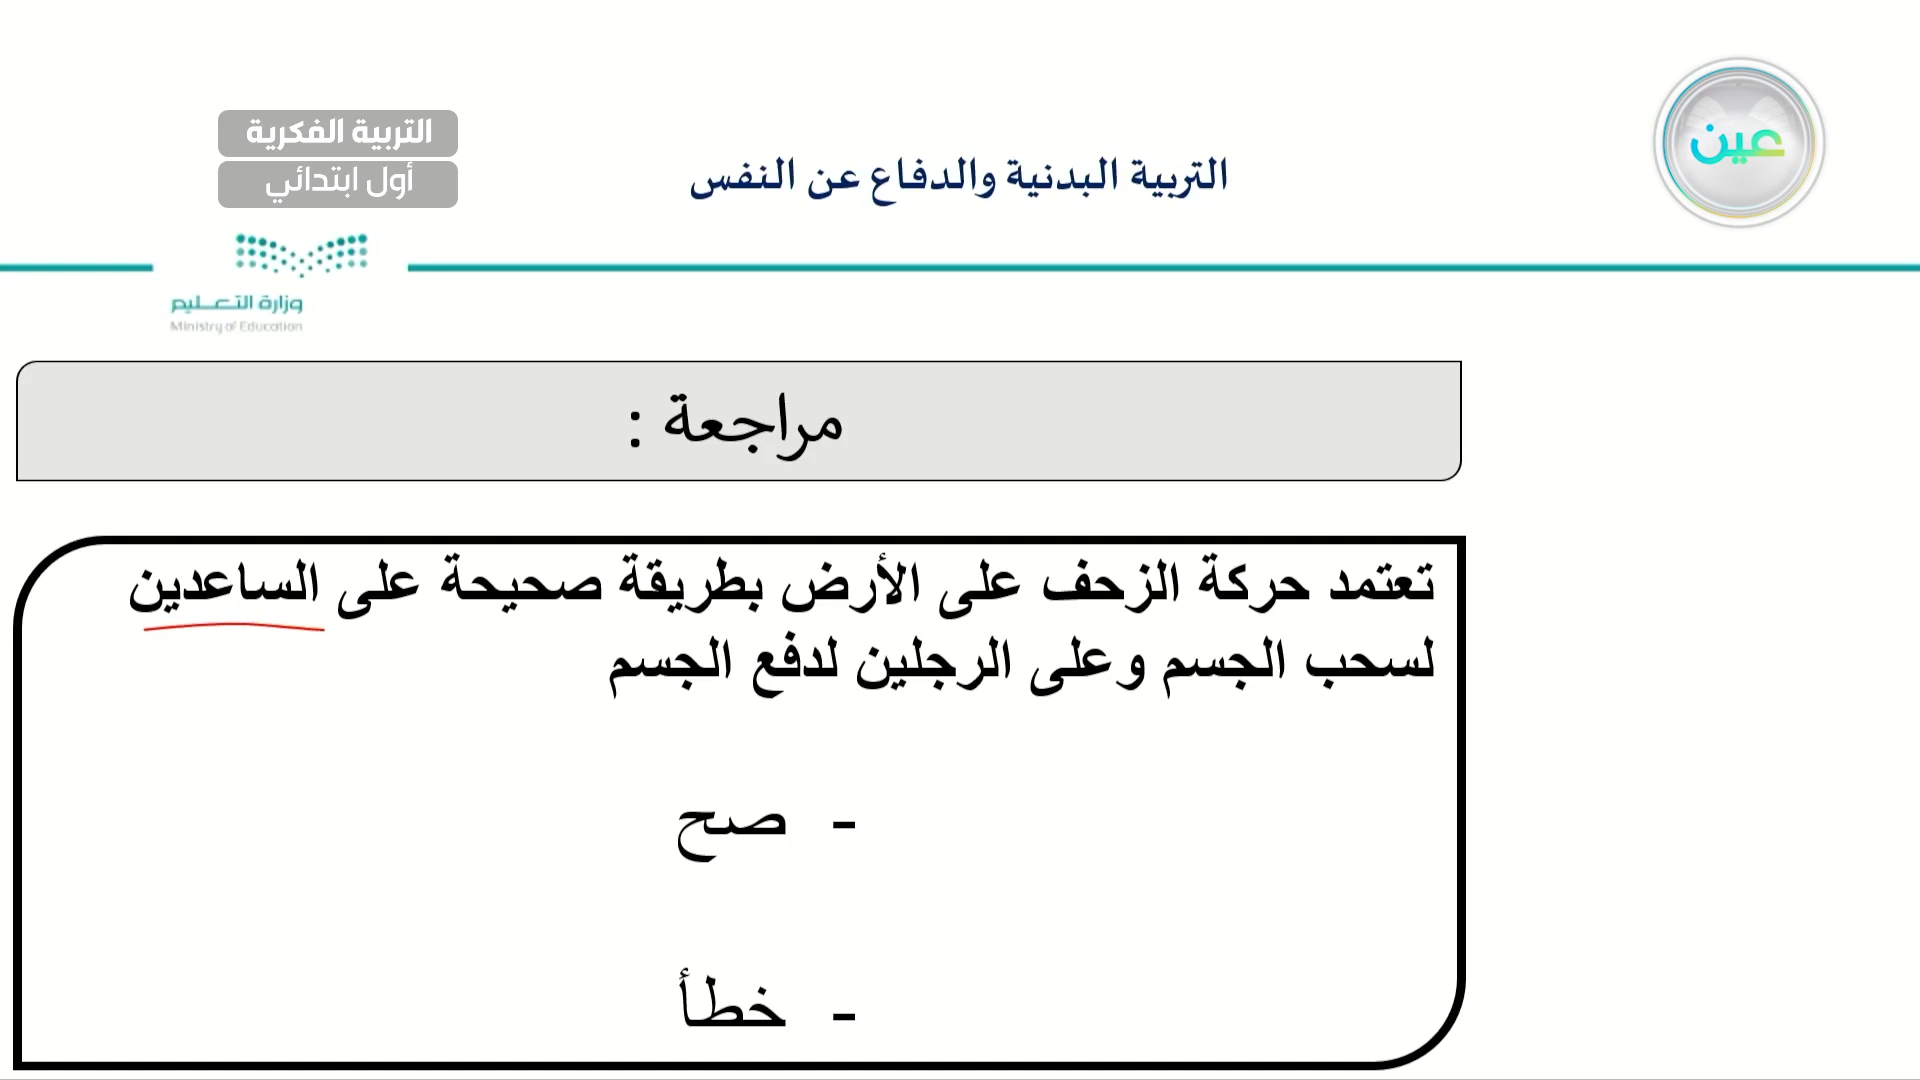 عين
التربية الفكرية
أول ابتدائي
التربية البدنية والدفاع عن النفس
وزارة التعـــليم
Ministry of Education
مراجعة :
تعتمد حركة الزحف على الأرض بطريقة صحيحة على الساعدين
لسحب الجسم وعلى الرجلين لدفع الجسم
- صح
- خطأ